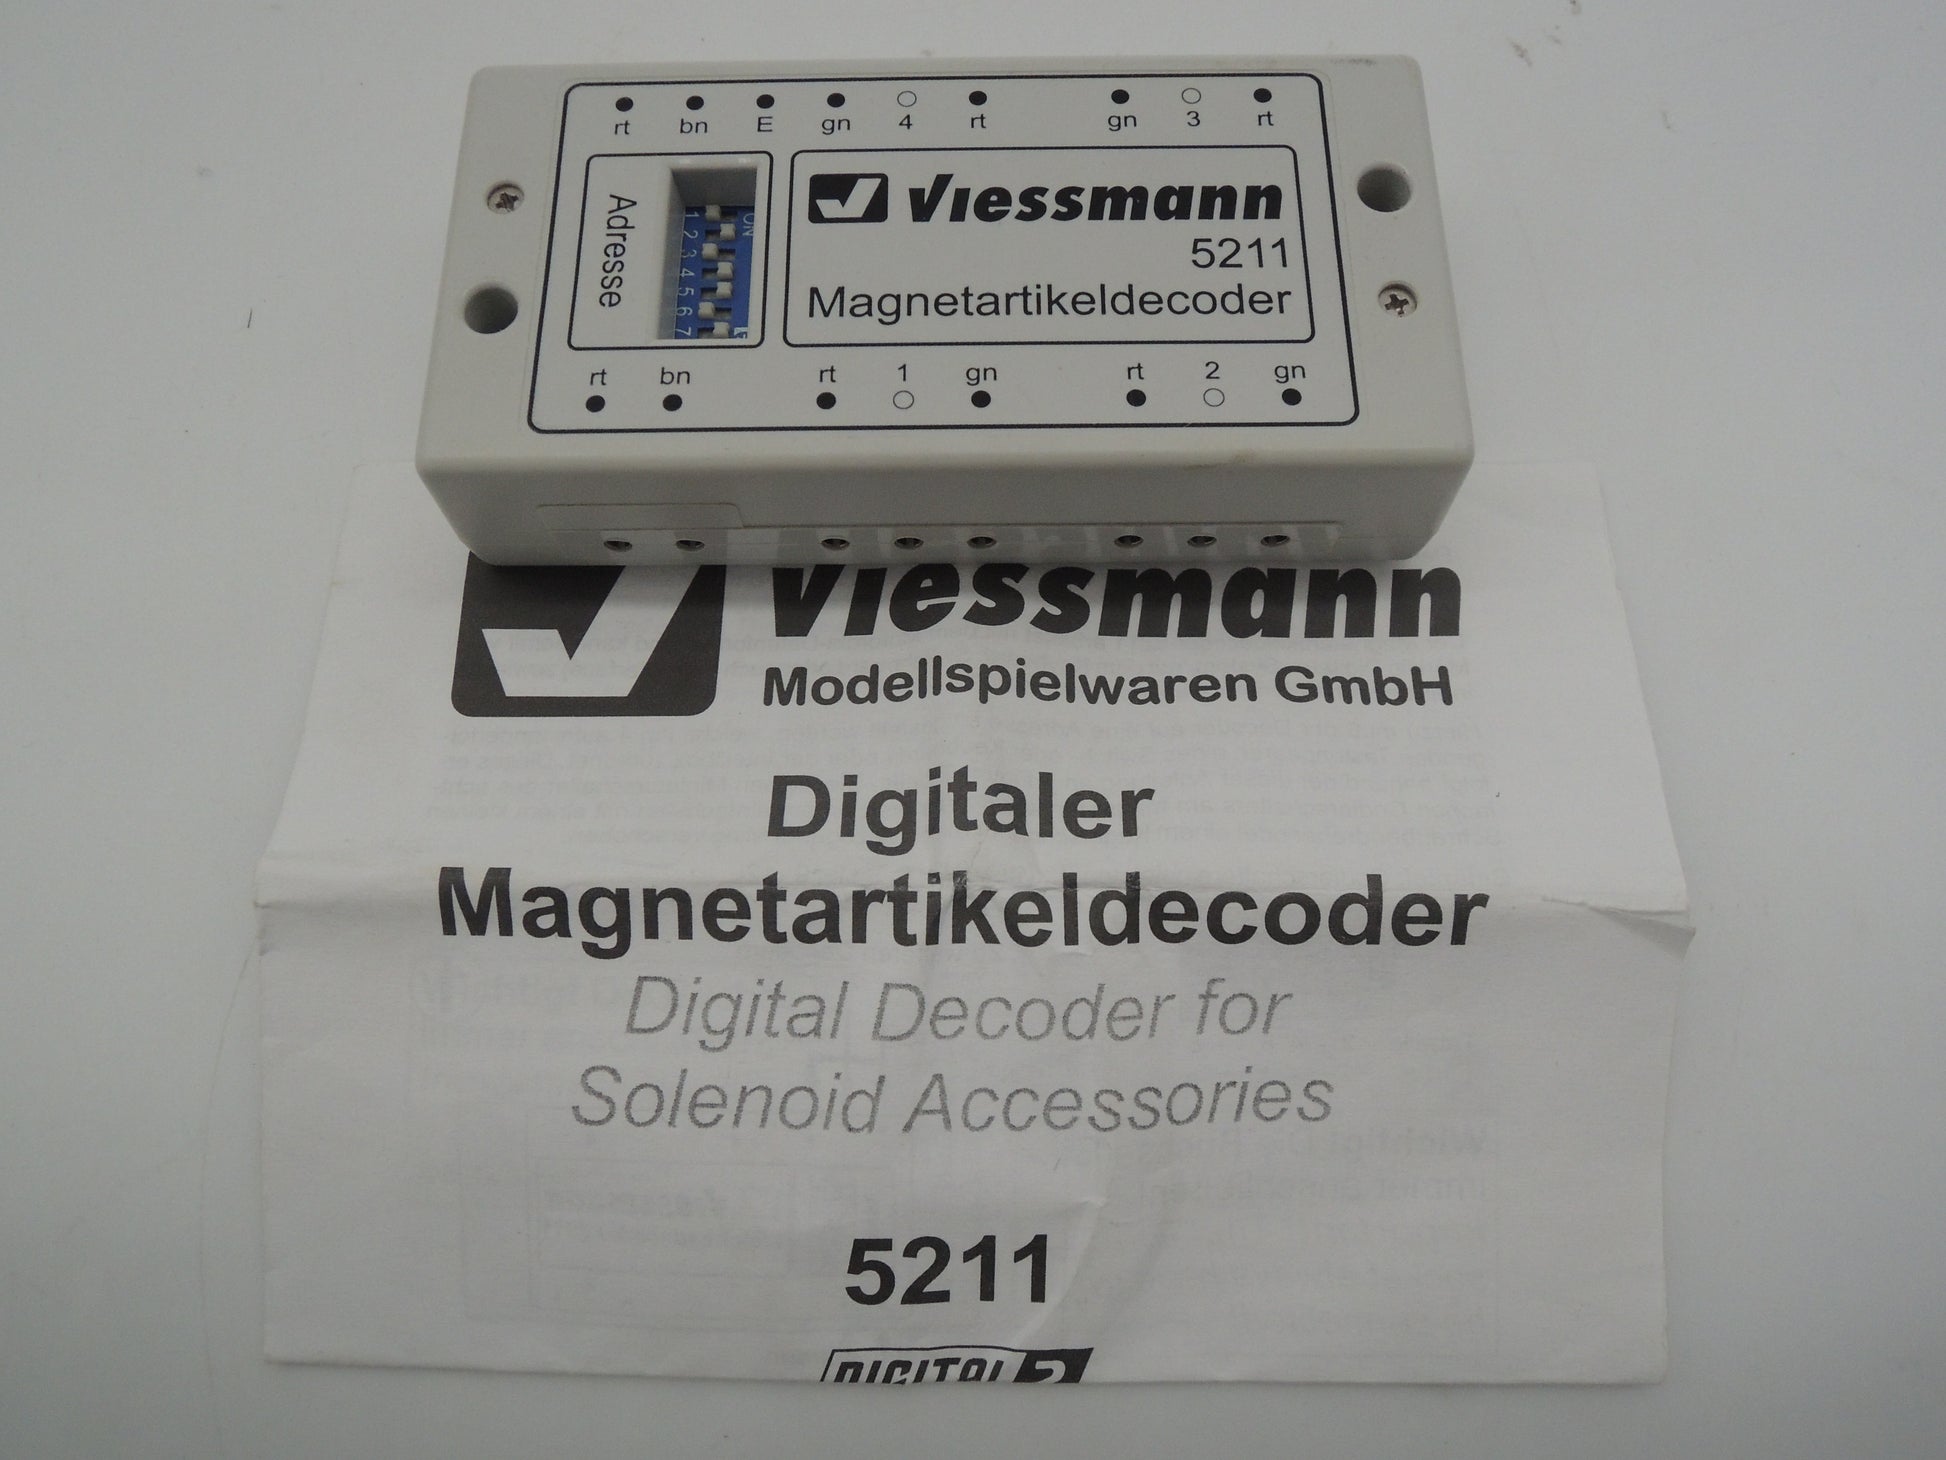 rt bn E gn 4 rt gn 3 rt
Adresse
ON
1 2 3 4 5 6 7
Viessmann
5211
Magnetartikeldecoder
rt bn rt 1 gn rt 2 gn
Viessmann
Modellspielwaren GmbH
Digitaler
Magnetartikeldecoder
Digital Decoder for
Solenoid Accessories
5211
DIGITAL